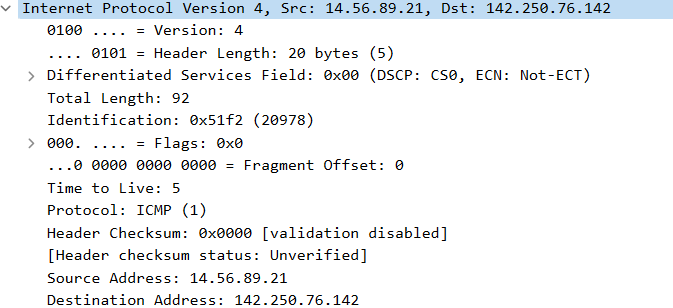 Internet Protocol Version 4, Src: 14.56.89.21, Dst: 142.250.76.142
0100 .... = Version: 4
.... 0101 = Header Length: 20 bytes (5)
Differentiated Services Field: 0x00 (DSCP: CS0, ECN: Not-ECT)
Total Length: 92
Identification: 0x51f2 (20978)
000. .... = Flags: 0x0
...0 0000 0000 0000 = Fragment Offset: 0
Time to Live: 5
Protocol: ICMP (1)
Header Checksum: 0x0000 [validation disabled]
[Header checksum status: Unverified]
Source Address: 14.56.89.21
Destination Address: 142.250.76.142